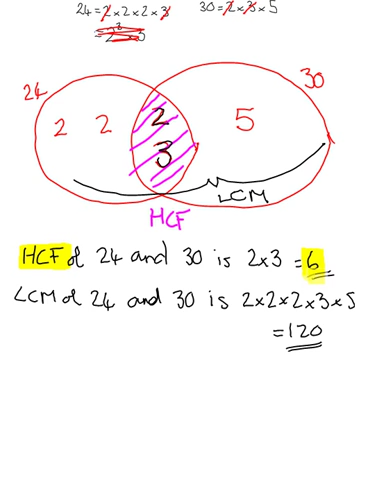 24 = 2 x 2 x 2 x 3
30 = 2 x 3 x 5
24
30
2 2 2 5
3
LCM
HCF
HCF of 24 and 30 is 2 x 3 = 6
LCM of 24 and 30 is 2 x 2 x 2 x 3 x 5
= 120